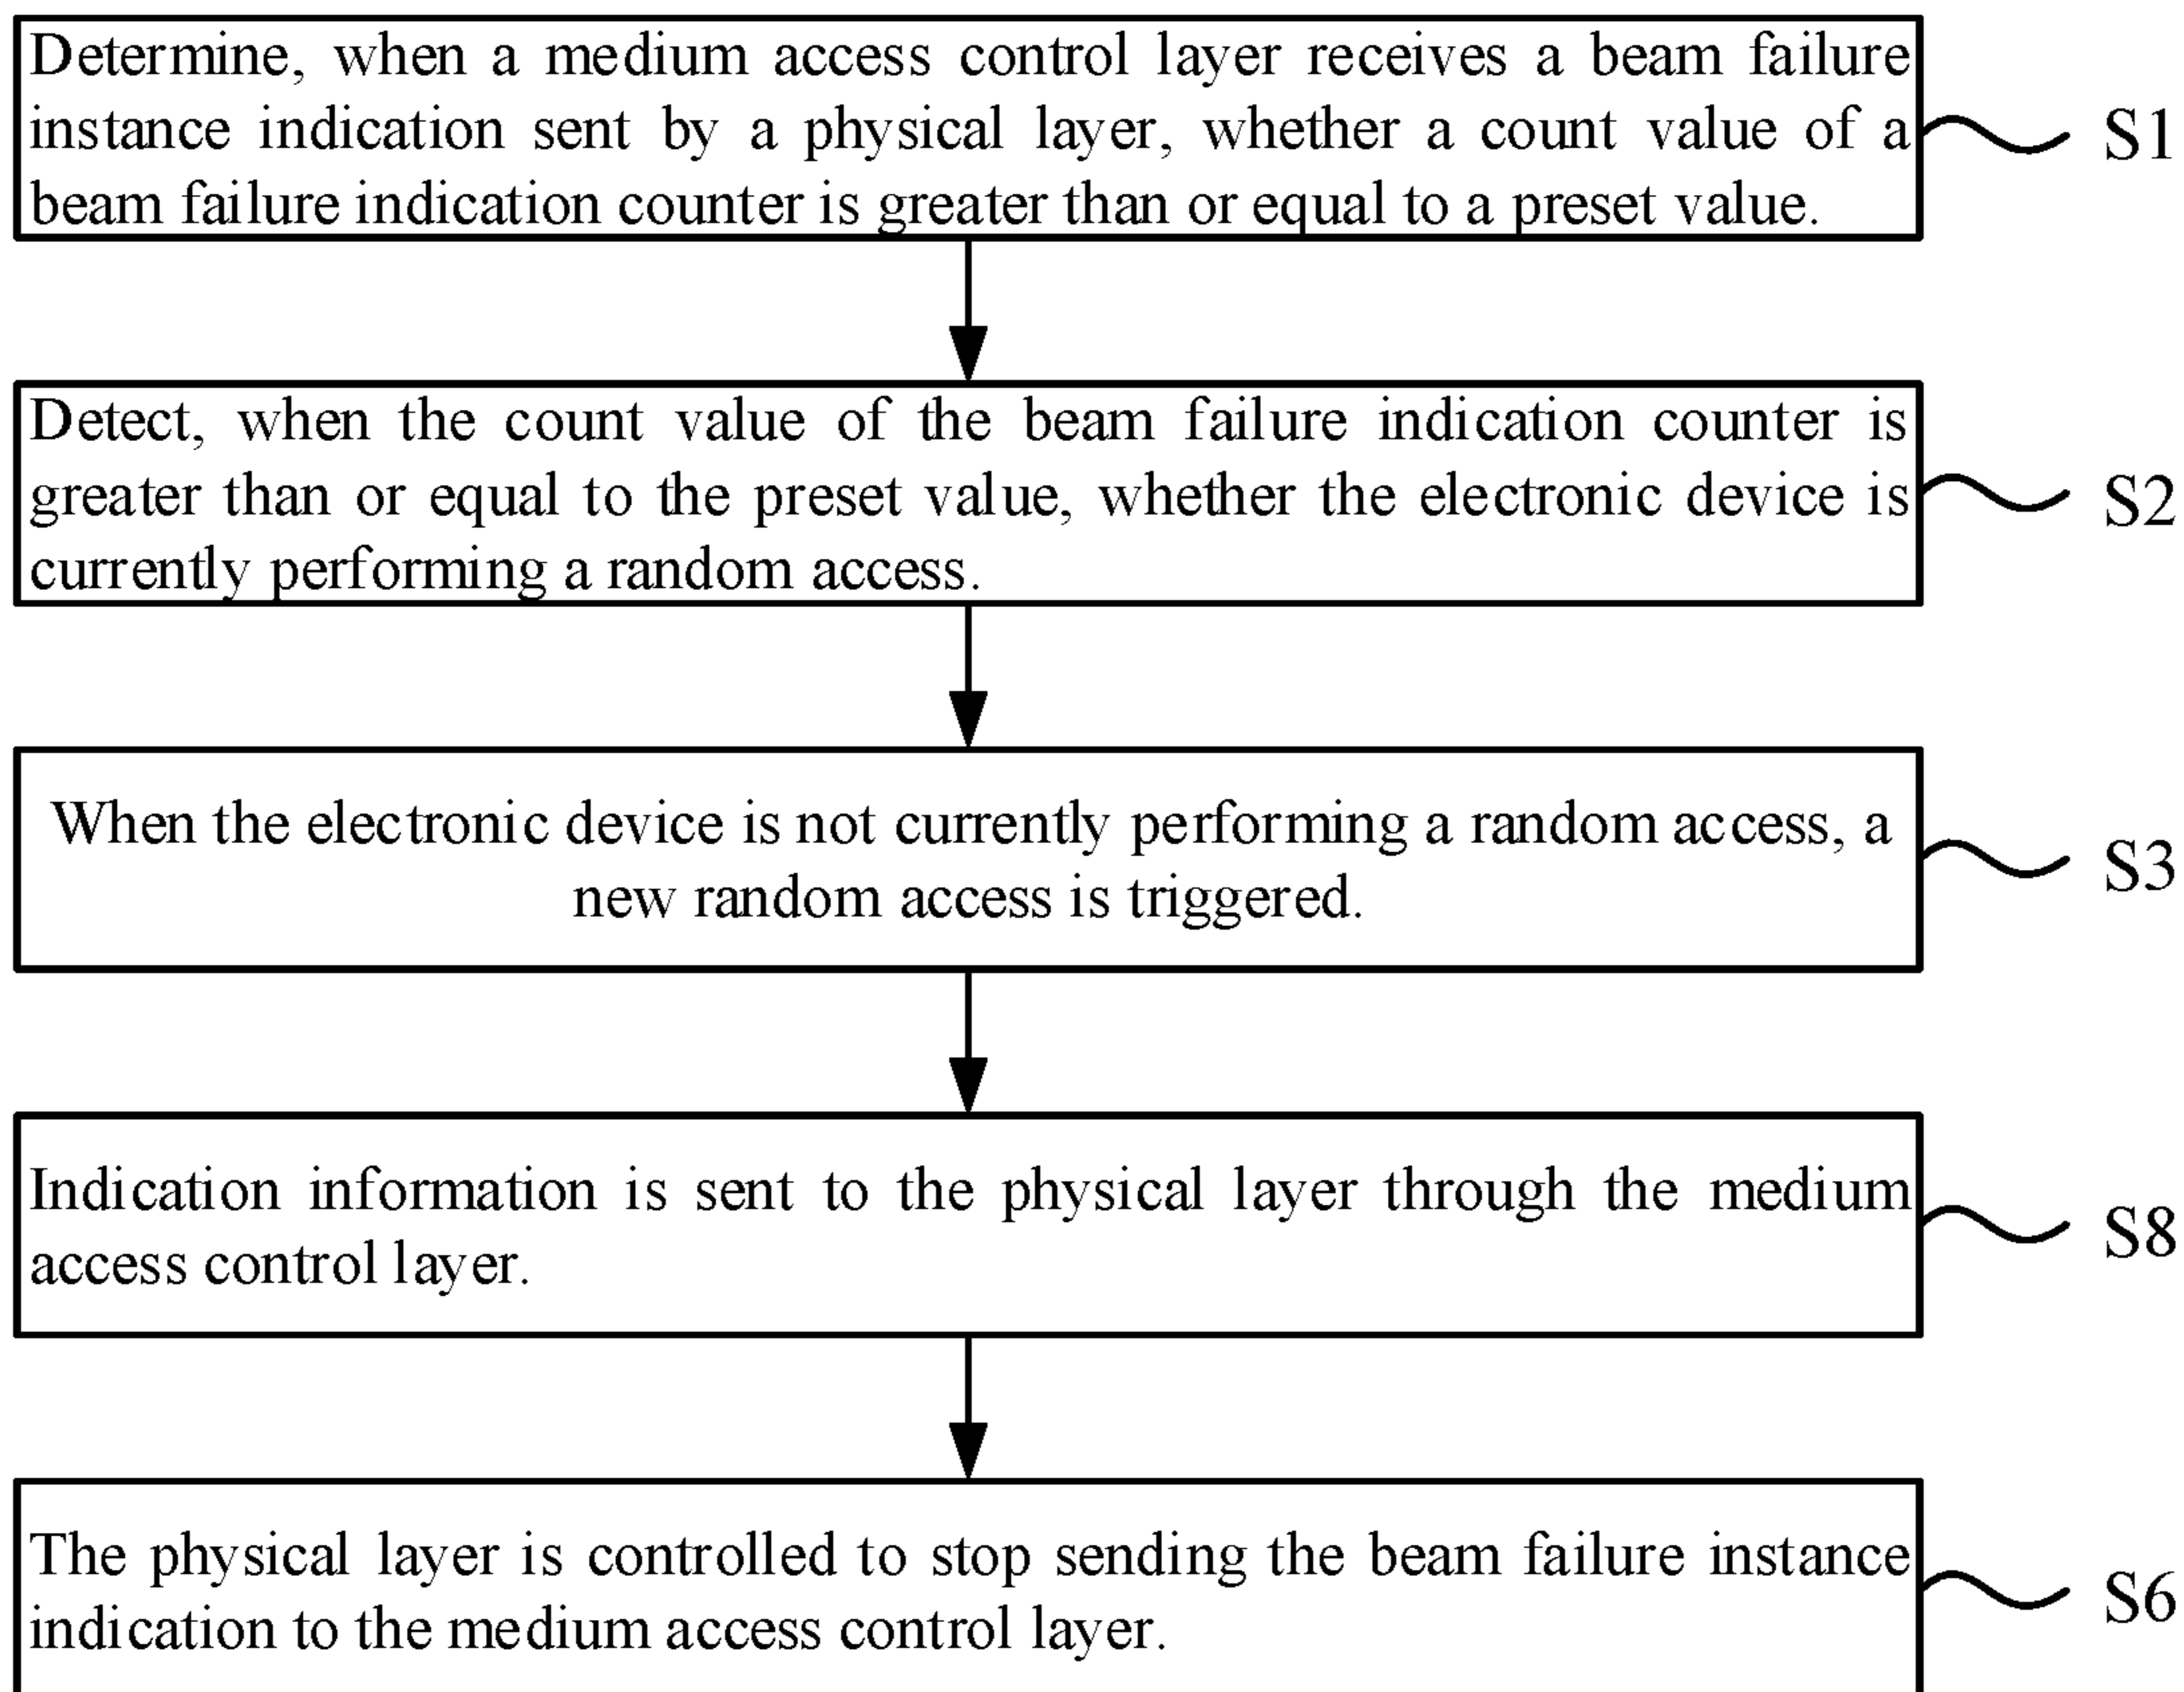 Determine, when a medium access control layer receives a beam failure
instance indication sent by a physical layer, whether a count value of a
beam failure indication counter is greater than or equal to a preset value.
S1
Detect, when the count value of the beam failure indication counter is
greater than or equal to the preset value, whether the electronic device is
currently performing a random access.
S2
When the electronic device is not currently performing a random access, a
new random access is triggered.
S3
Indication information is sent to the physical layer through the medium
access control layer.
S8
The physical layer is controlled to stop sending the beam failure instance
indication to the medium access control layer.
S6